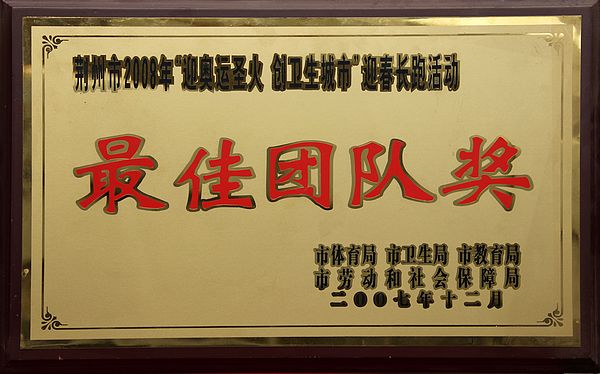 荆州市2008年“迎奥运圣火 创卫生城市”迎春长跑活动
最佳团队奖
市体育局 市卫生局 市教育局
市劳动和社会保障局
二〇〇七年十二月